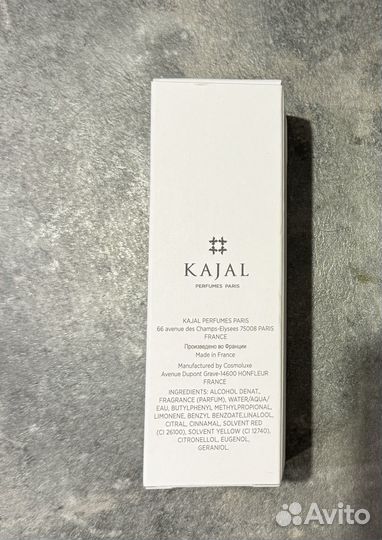 KAJAL
PERFUMES PARIS
KAJAL PERFUMES PARIS
66 avenue des Champs-Elysees 75008 PARIS
FRANCE
Произведено во Франции
Made in France
Manufactured by Cosmoluxe
Avenue Dupont Grave-14600 HONFLEUR
FRANCE
INGREDIENTS: ALCOHOL DENAT.,
FRAGRANCE (PARFUM), WATER/AQUA/
EAU, BUTYLPHENYL METHYLPROPIONAL,
LIMONENE, BENZYL BENZOATE,LINALOOL,
CITRAL, CINNAMAL, SOLVENT RED
(CI 26100), SOLVENT YELLOW (CI 12740),
CITRONELLOL, EUGENOL,
GERANIOL.
Avito